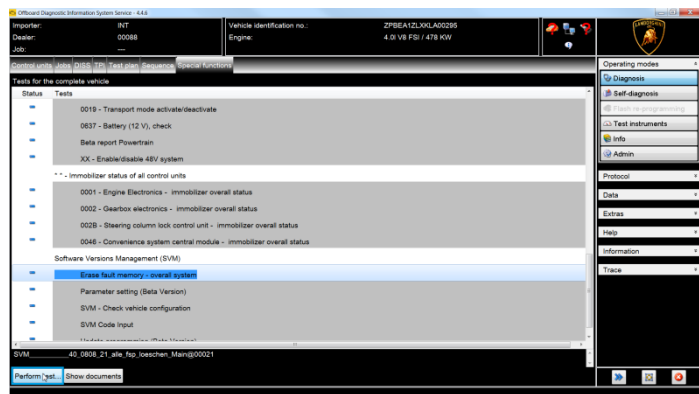 Offboard Diagnostic Information System Service - 4.4.6
Importer: INT Vehicle identification no.: ZPBEA1ZLXKLA00295
Dealer: 00088 Engine: 4.0l V8 FSI / 478 KW
Job: ---
LAMBORGHINI
Control units Jobs DISS TPI Test plan Sequence Special functions
Operating modes
Tests for the complete vehicle
Diagnosis
Status Tests
Self-diagnosis
0019 - Transport mode activate/deactivate
Flash re-programming
0637 - Battery (12 V), check
Test instruments
Beta report Powertrain
Info
XX - Enable/disable 48V system
Admin
* * - Immobilizer status of all control units
Protocol
0001 - Engine Electronics - immobilizer overall status
Data
0002 - Gearbox electronics - immobilizer overall status
Extras
002B - Steering column lock control unit - immobilizer overall status
Help
0046 - Convenience system central module - immobilizer overall status
Information
Software Versions Management (SVM)
Trace
Erase fault memory - overall system
Parameter setting (Beta Version)
SVM - Check vehicle configuration
SVM Code Input
Update programming (Beta Version)
SVM____40_0808_21_alle_fsp_loeschen_Main@00021
Perform test... Show documents